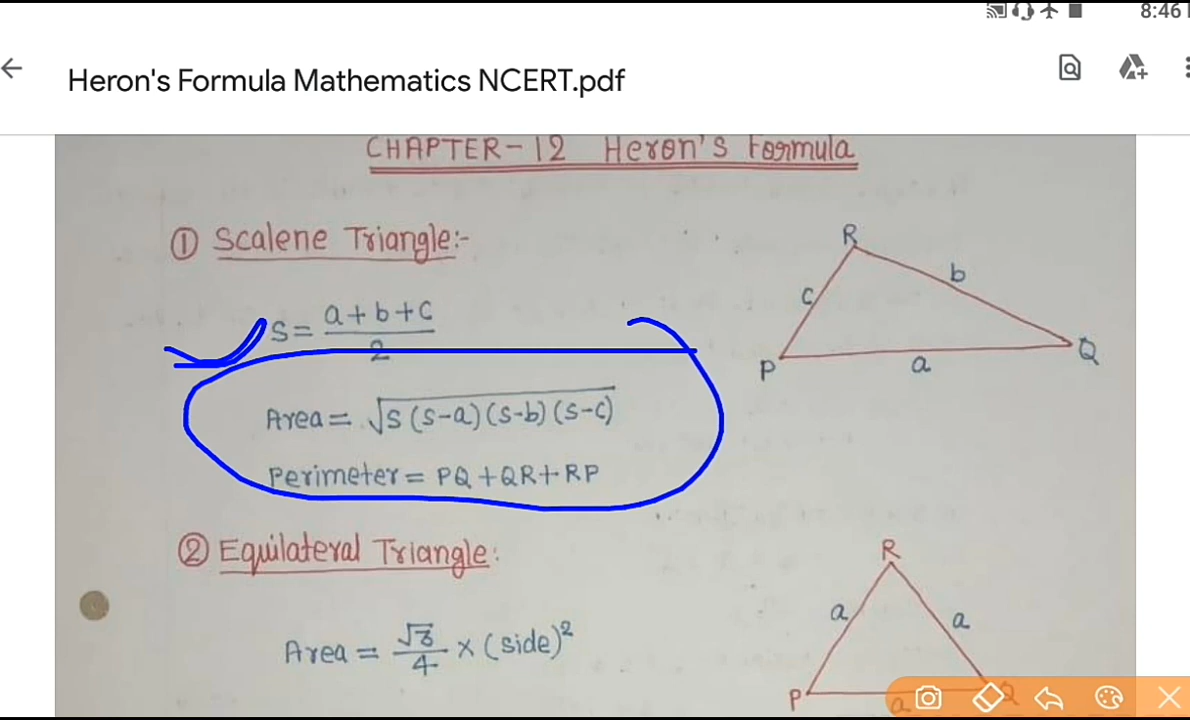 8:46
Heron's Formula Mathematics NCERT.pdf
CHAPTER-12 Heron's Formula
① Scalene Triangle:-
S = a+b+c / 2
Area = √s(s-a)(s-b)(s-c)
Perimeter = PQ+QR+RP
R
b
c
P
a
Q
② Equilateral Triangle:
Area = √3/4 × (side)²
R
a
a
P
a
Q